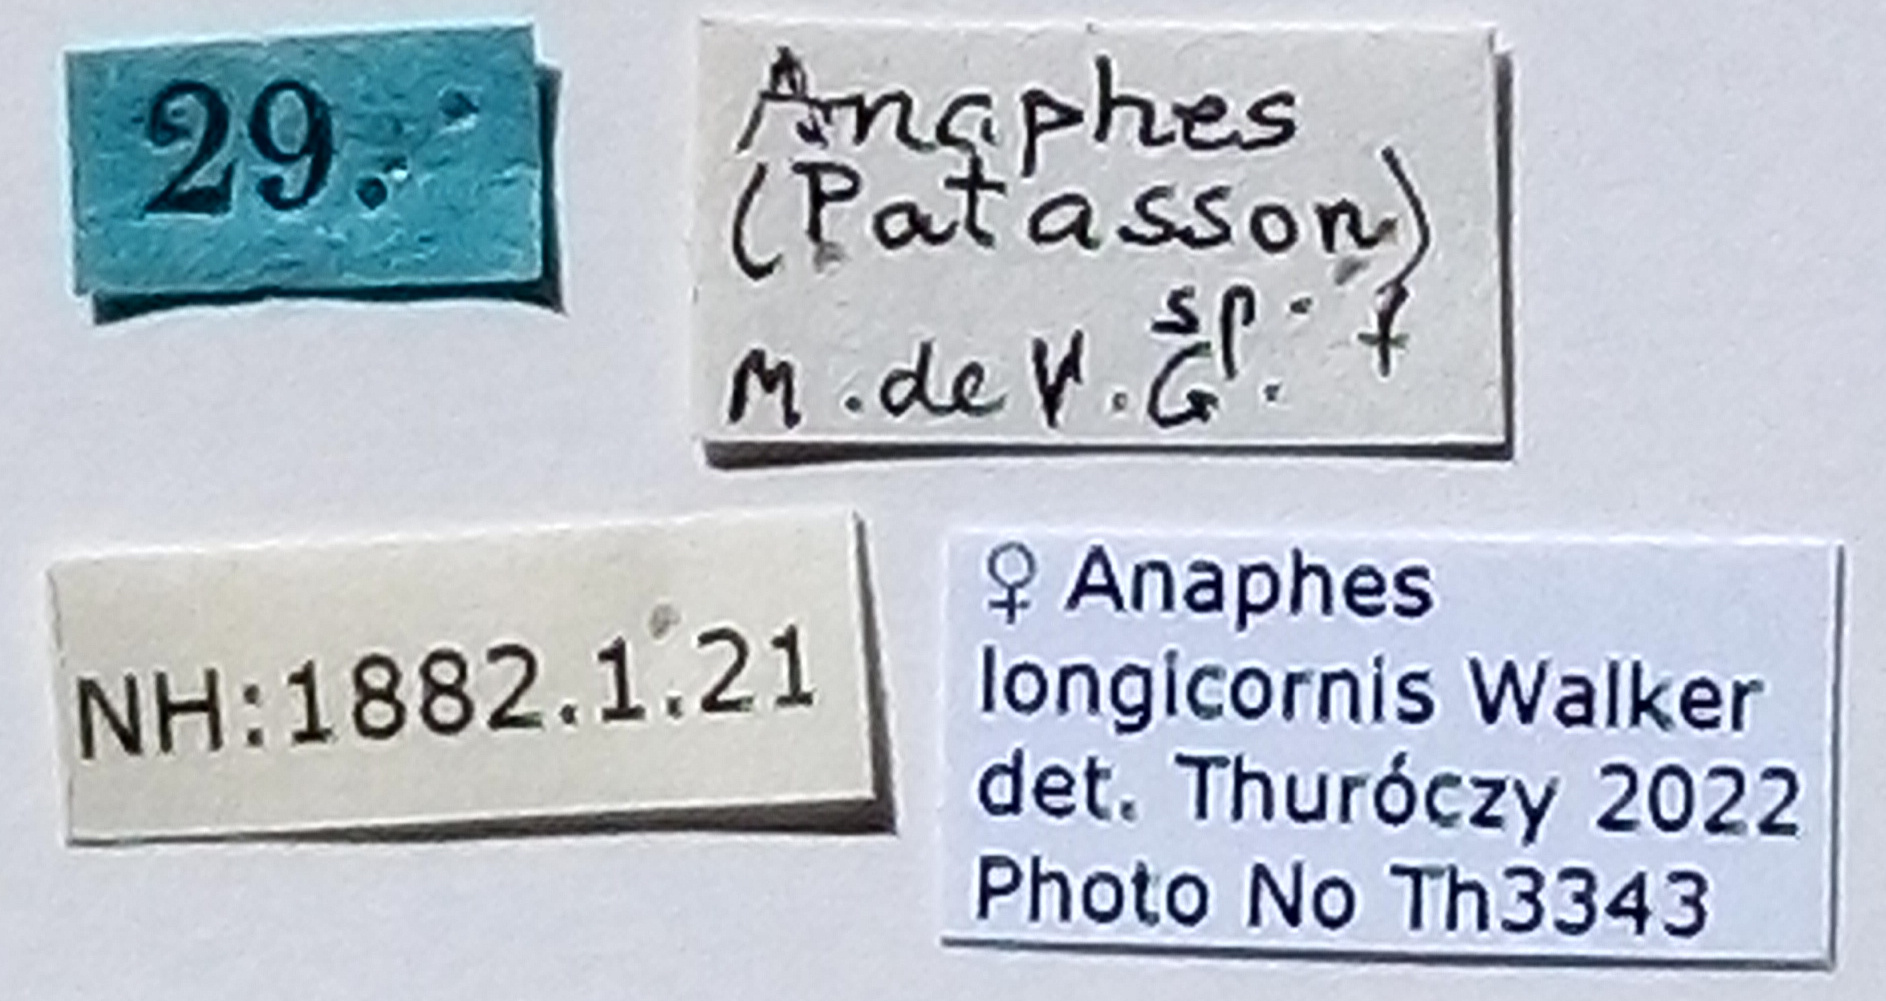 29.
Anaphes
(Patasson)
sp. ♀
M. de V. G.
NH:1882.1.21
♀ Anaphes
longicornis Walker
det. Thuróczy 2022
Photo No Th3343